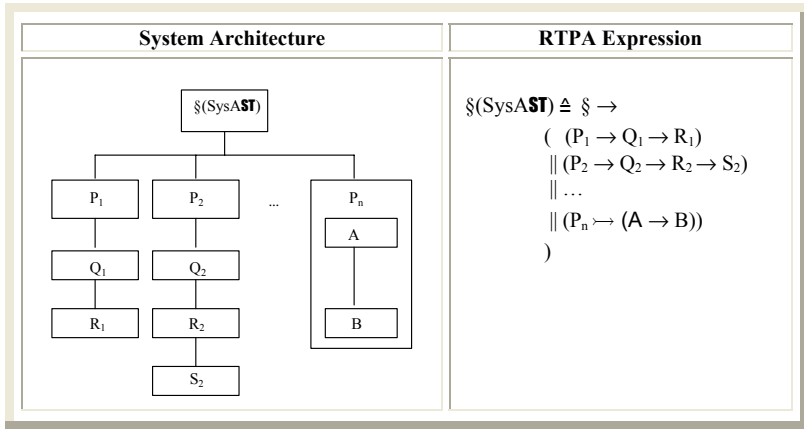 System Architecture
RTPA Expression
§(SysAST)
P₁ P₂ ... Pₙ
A
Q₁ Q₂
R₁ R₂ B
S₂
§(SysAST) ≙ § →
( (P₁ → Q₁ → R₁)
|| (P₂ → Q₂ → R₂ → S₂)
|| …
|| (Pₙ ↣ (A → B))
)